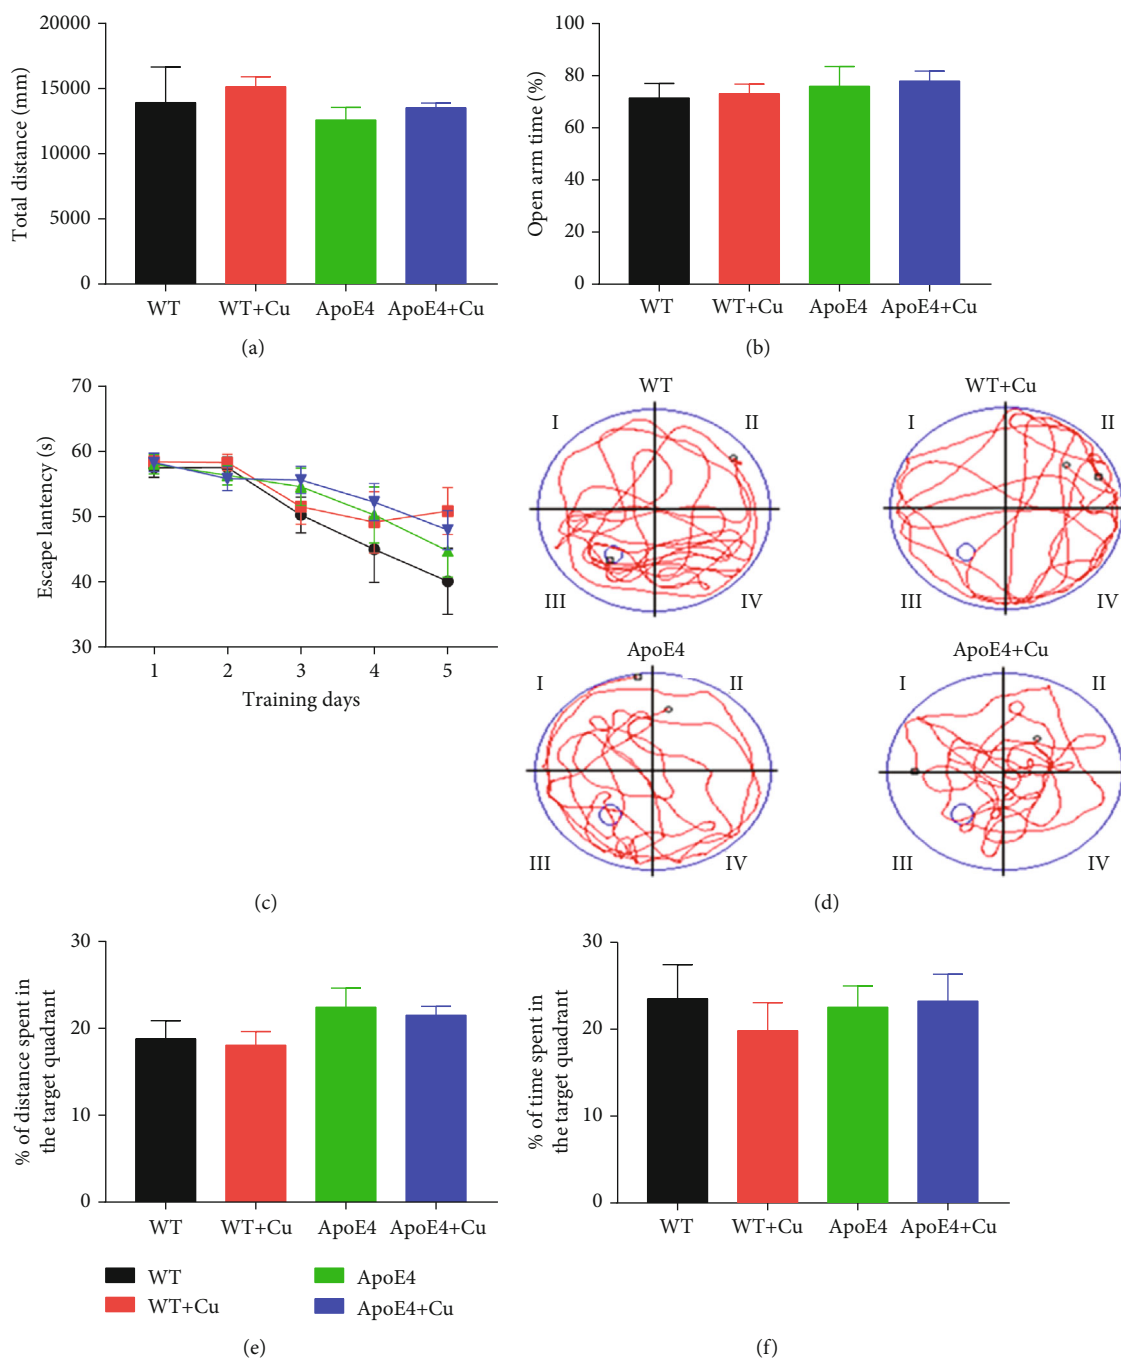 20000
15000
10000
5000
0
Total distance (mm)
WT
WT+Cu
ApoE4
ApoE4+Cu
(a)
100
80
60
40
20
0
Open arm time (%)
WT
WT+Cu
ApoE4
ApoE4+Cu
(b)
70
60
50
40
30
Escape lantency (s)
1
2
3
4
5
Training days
(c)
WT
I
II
III
IV
WT+Cu
I
II
III
IV
ApoE4
I
II
III
IV
ApoE4+Cu
I
II
III
IV
(d)
30
20
10
0
% of distance spent in
the target quadrant
WT
WT+Cu
ApoE4
ApoE4+Cu
WT
WT+Cu
ApoE4
ApoE4+Cu
(e)
30
20
10
0
% of time spent in
the target quadrant
WT
WT+Cu
ApoE4
ApoE4+Cu
(f)